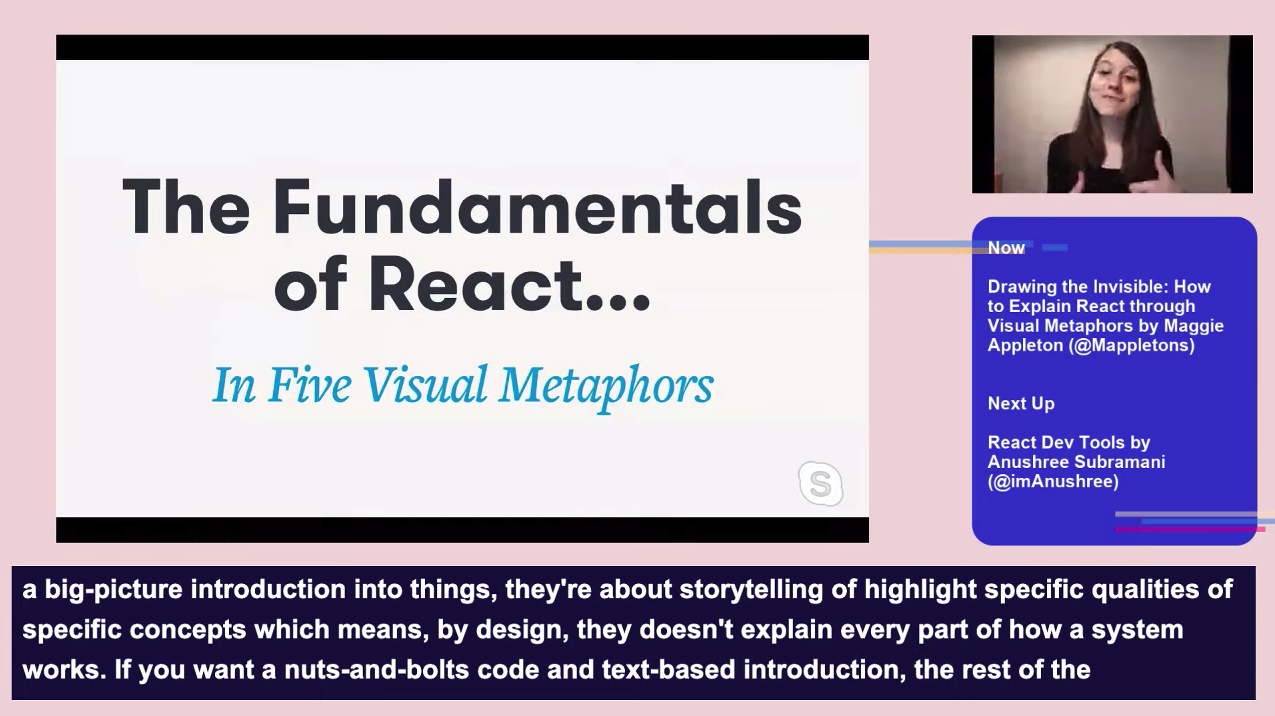 The Fundamentals
of React...
In Five Visual Metaphors
S
Now
Drawing the Invisible: How
to Explain React through
Visual Metaphors by Maggie
Appleton (@Mappletons)
Next Up
React Dev Tools by
Anushree Subramani
(@imAnushree)
a big-picture introduction into things, they're about storytelling of highlight specific qualities of
specific concepts which means, by design, they doesn't explain every part of how a system
works. If you want a nuts-and-bolts code and text-based introduction, the rest of the